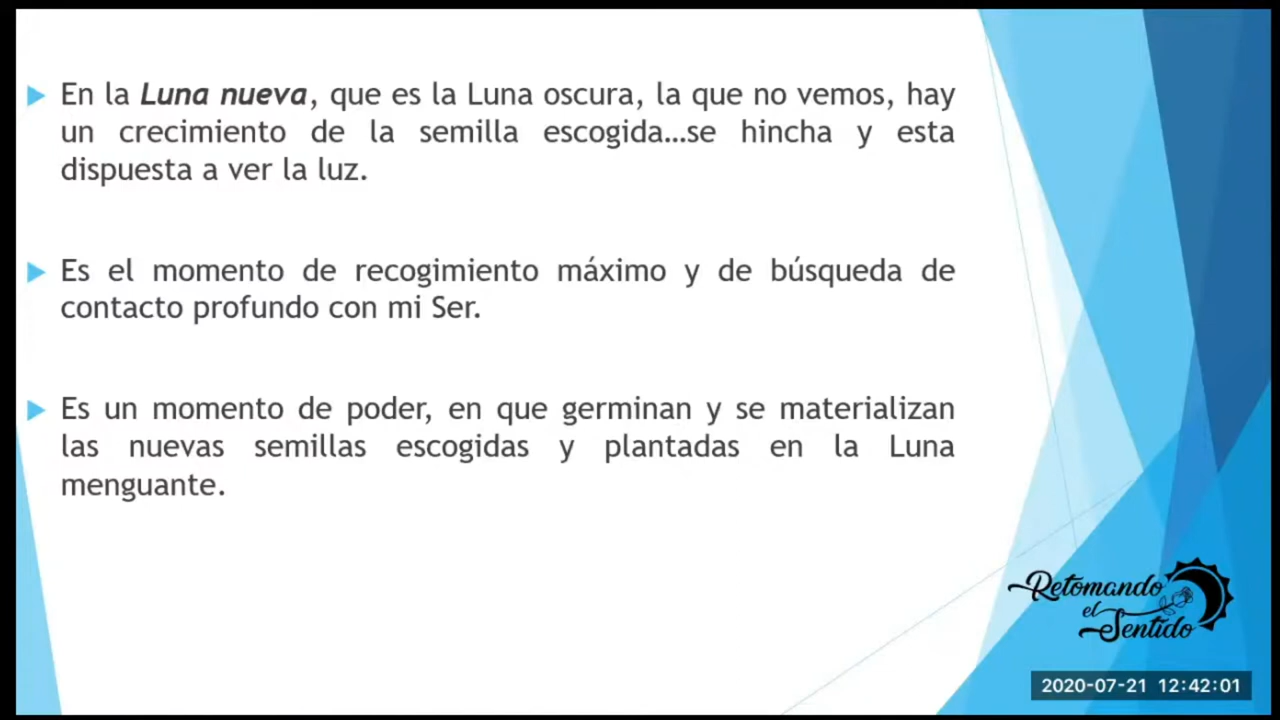 En la Luna nueva, que es la Luna oscura, la que no vemos, hay
un crecimiento de la semilla escogida...se hincha y esta
dispuesta a ver la luz.
Es el momento de recogimiento máximo y de búsqueda de
contacto profundo con mi Ser.
Es un momento de poder, en que germinan y se materializan
las nuevas semillas escogidas y plantadas en la Luna
menguante.
Retomando
el
Sentido
2020-07-21 12:42:01